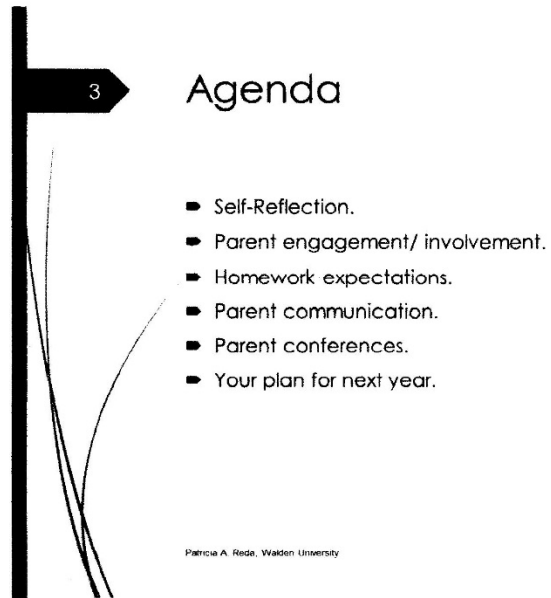 3
Agenda
Self-Reflection.
Parent engagement/ involvement.
Homework expectations.
Parent communication.
Parent conferences.
Your plan for next year.
Patricia A. Reda, Walden University